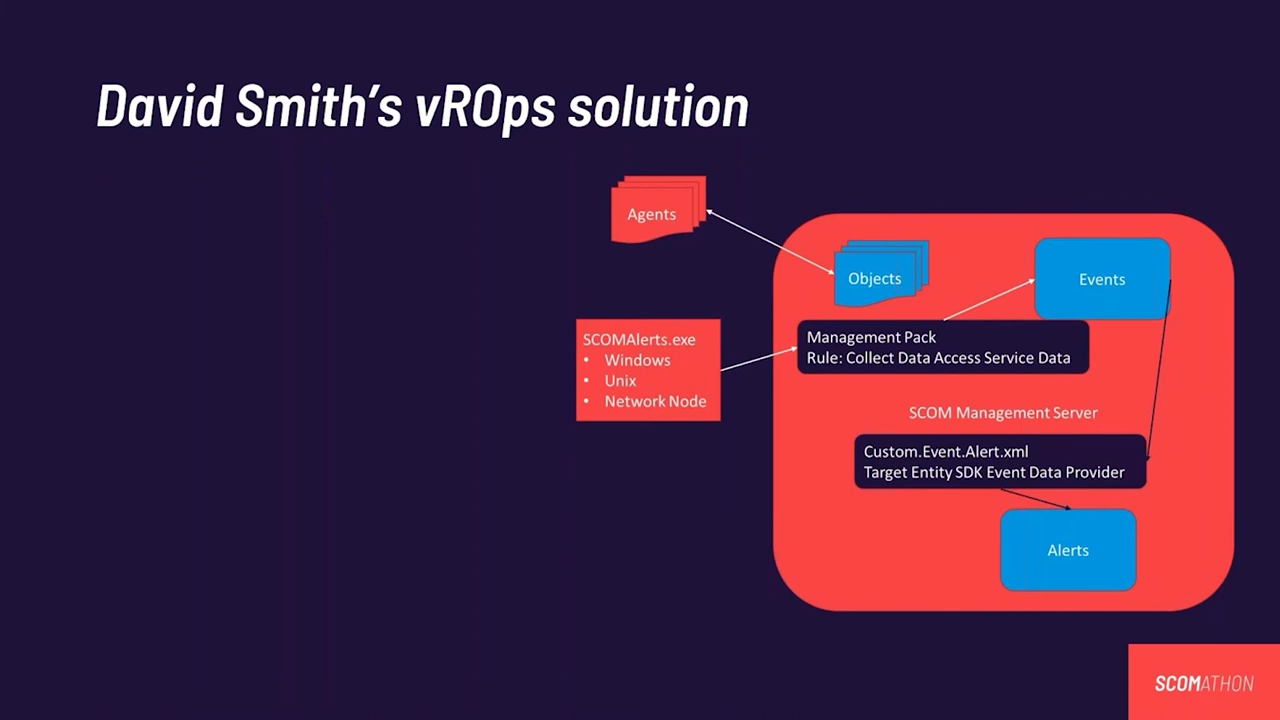 David Smith’s vROps solution
Agents
Objects
Events
SCOMAlerts.exe
• Windows
• Unix
• Network Node
Management Pack
Rule: Collect Data Access Service Data
SCOM Management Server
Custom.Event.Alert.xml
Target Entity SDK Event Data Provider
Alerts
SCOMATHON